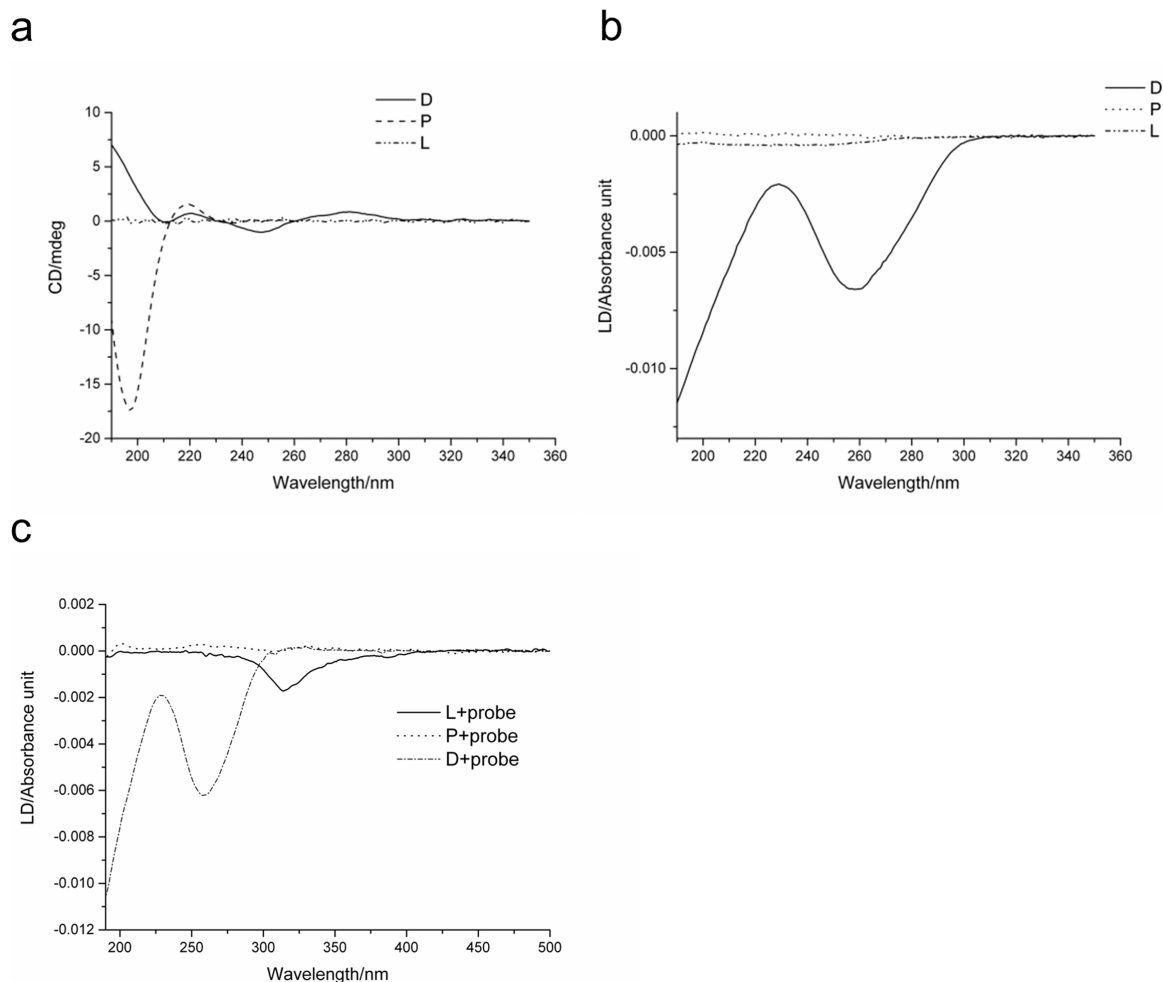 a
D
P
L
10
5
0
-5
-10
-15
-20
CD/mdeg
200 220 240 260 280 300 320 340 360
Wavelength/nm
b
D
P
L
0.000
-0.005
-0.010
LD/Absorbance unit
200 220 240 260 280 300 320 340 360
Wavelength/nm
c
0.002
0.000
-0.002
-0.004
-0.006
-0.008
-0.010
-0.012
LD/Absorbance unit
L+probe
P+probe
D+probe
200 250 300 350 400 450 500
Wavelength/nm